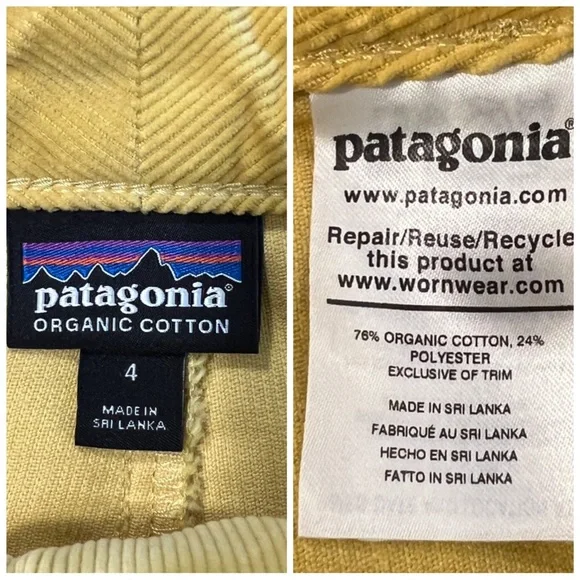 patagonia®
ORGANIC COTTON
4
MADE IN
SRI LANKA
patagonia®
www.patagonia.com
Repair/Reuse/Recycle
this product at
www.wornwear.com
76% ORGANIC COTTON, 24%
POLYESTER
EXCLUSIVE OF TRIM
MADE IN SRI LANKA
FABRIQUÉ AU SRI LANKA
HECHO EN SRI LANKA
FATTO IN SRI LANKA